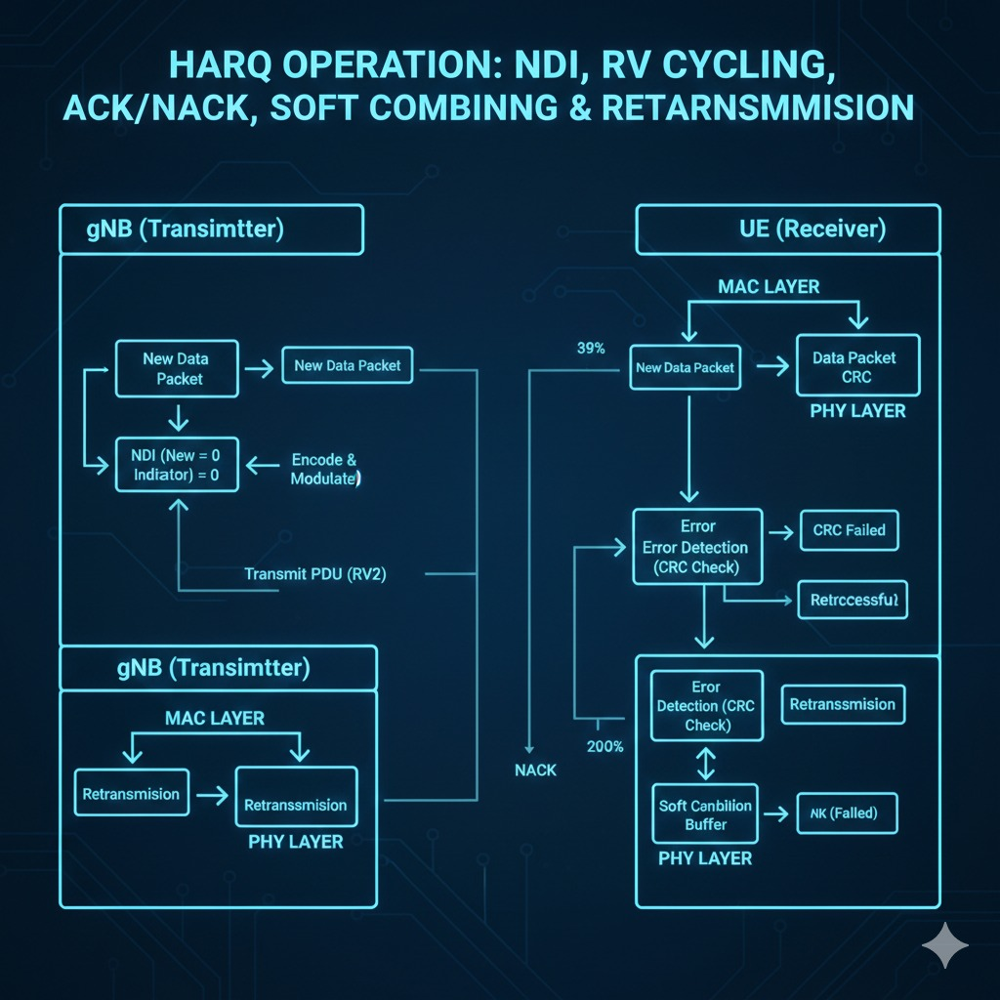 HARQ OPERATION: NDI, RV CYCLING,
ACK/NACK, SOFT COMBINNG & RETARNSMMISION
gNB (Transimtter)
New Data
Packet
New Data Packet
NDI (New = 0
Indiator) = 0
Encode &
Modulate)
Transmit PDU (RV2)
gNB (Transimtter)
MAC LAYER
Retransmision
Retranssmision
PHY LAYER
UE (Receiver)
MAC LAYER
39%
New Data Packet
Data Packet
CRC
PHY LAYER
Error
Error Detection
(CRC Check)
CRC Failed
Retrccessful
200%
NACK
Eror
Detection (CRC
Check)
Retranssmision
Soft Canbilion
Buffer
NK (Falled)
PHY LAYER